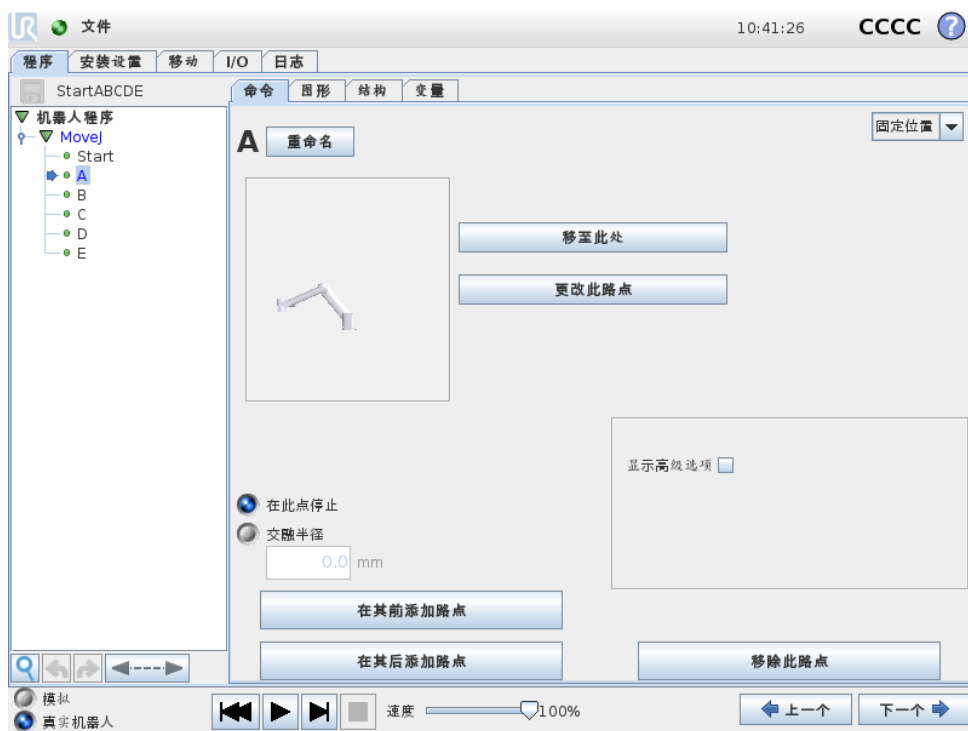 UR 文件 10:41:26 CCCC ?
程序 安装设置 移动 I/O 日志
StartABCDE
命令 图形 结构 变量
机器人程序
MoveJ
Start
A
B
C
D
E
A 重命名
固定位置
移至此处
更改此路点
显示高级选项
在此点停止
交融半径
0.0 mm
在其前添加路点
在其后添加路点
移除此路点
模拟
真实机器人
速度 100%
上一个
下一个